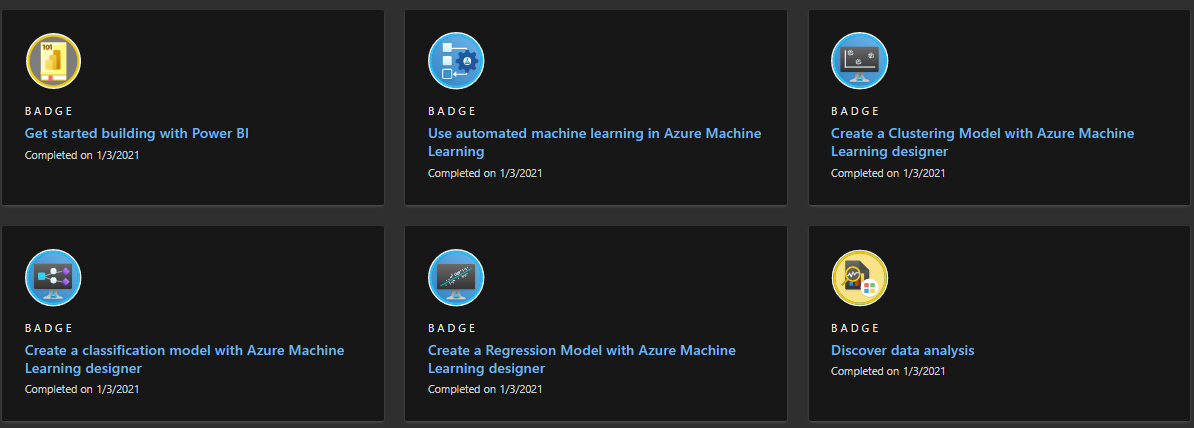 101
BADGE
Get started building with Power BI
Completed on 1/3/2021
BADGE
Use automated machine learning in Azure Machine
Learning
Completed on 1/3/2021
BADGE
Create a Clustering Model with Azure Machine
Learning designer
Completed on 1/3/2021
BADGE
Create a classification model with Azure Machine
Learning designer
Completed on 1/3/2021
BADGE
Create a Regression Model with Azure Machine
Learning designer
Completed on 1/3/2021
BADGE
Discover data analysis
Completed on 1/3/2021